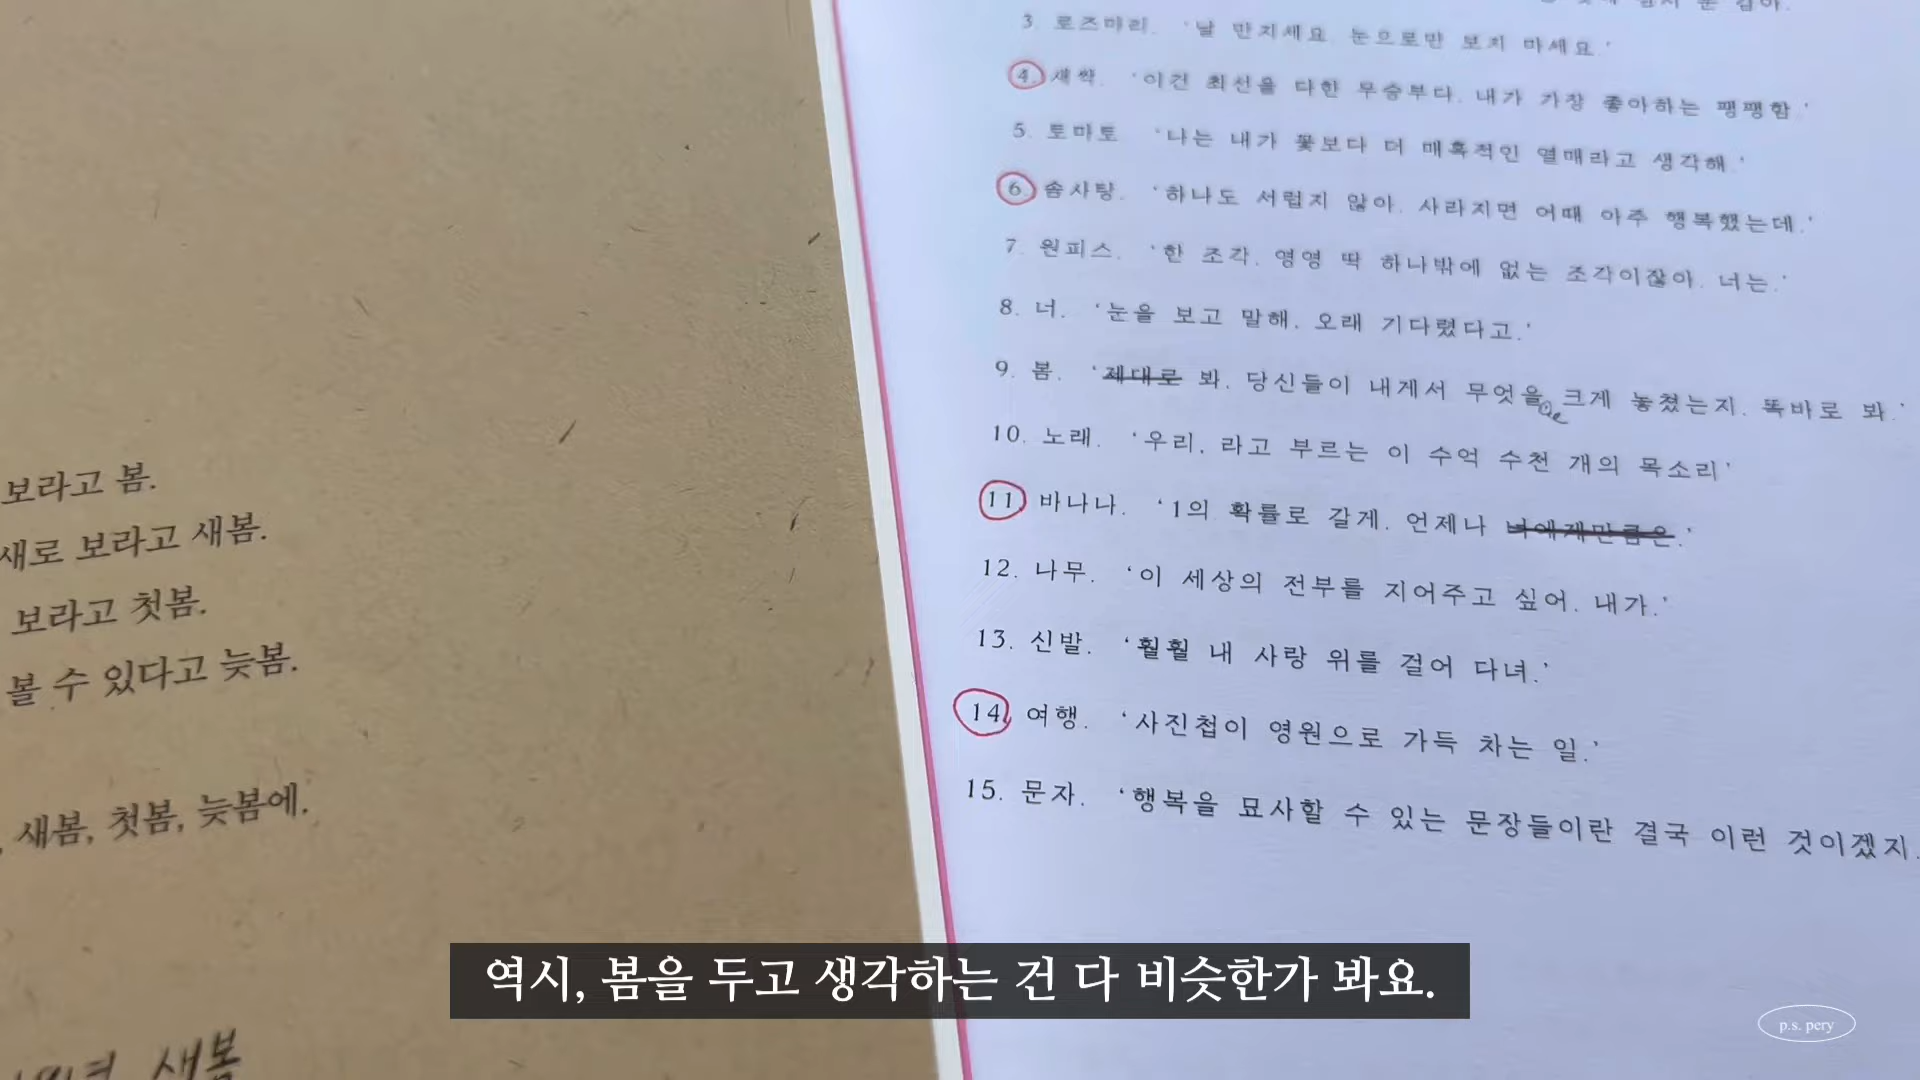 보라고 봄.
새로 보라고 새봄.
보라고 첫봄.
볼 수 있다고 늦봄.
새봄, 첫봄, 늦봄에.
새봄
3. 로즈마리. '날 만지세요 눈으로만 보지 마세요.'
4. 새싹. '이건 최선을 다한 무승부다. 내가 가장 좋아하는 팽팽함.'
5. 토마토 '나는 내가 꽃보다 더 매혹적인 열매라고 생각해.'
6. 솜사탕. '하나도 서럽지 않아. 사라지면 어때 아주 행복했는데.'
7. 원피스. '한 조각. 영영 딱 하나밖에 없는 조각이잖아. 너는.'
8. 너. '눈을 보고 말해. 오래 기다렸다고.'
9. 봄. '제대로 봐. 당신들이 내게서 무엇을 크게 놓쳤는지. 똑바로 봐.'
10. 노래. '우리, 라고 부르는 이 수억 수천 개의 목소리'
11. 바나나. '1의 확률로 갈게. 언제나 너에게만큼은.'
12. 나무. '이 세상의 전부를 지어주고 싶어. 내가.'
13. 신발. '훨훨 내 사랑 위를 걸어 다녀.'
14. 여행. '사진첩이 영원으로 가득 차는 일.'
15. 문자. '행복을 묘사할 수 있는 문장들이란 결국 이런 것이겠지.
역시, 봄을 두고 생각하는 건 다 비슷한가 봐요.
p.s. pery